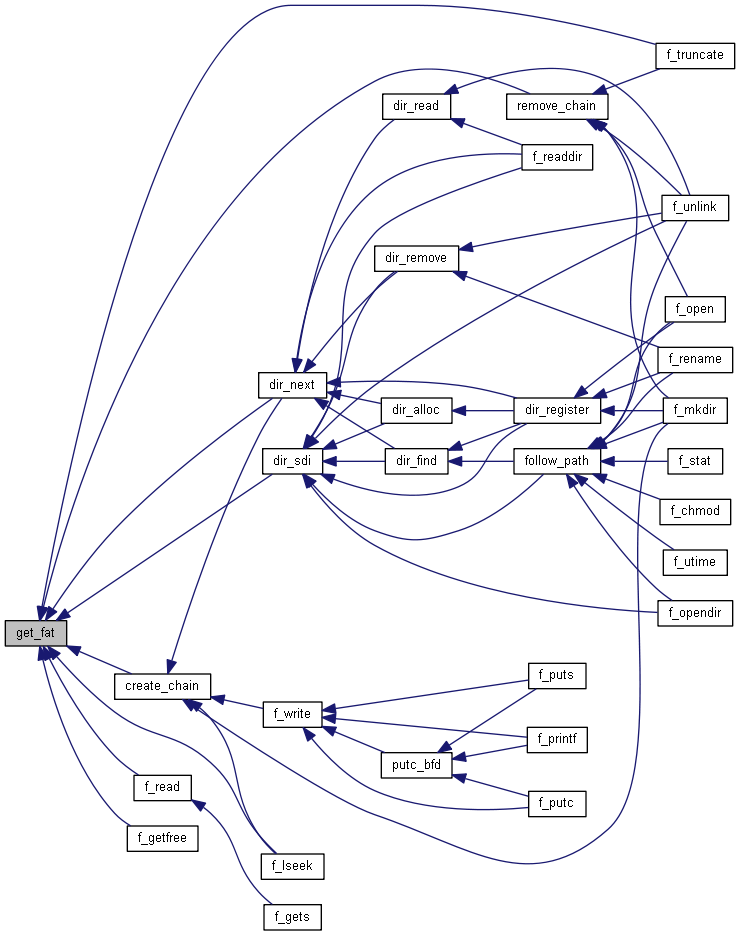 f_truncate
dir_read
remove_chain
f_readdir
f_unlink
dir_remove
f_open
f_rename
dir_next
dir_alloc
dir_register
f_mkdir
dir_sdi
dir_find
follow_path
f_stat
f_chmod
f_utime
f_opendir
get_fat
create_chain
f_puts
f_write
f_printf
putc_bfd
f_read
f_putc
f_getfree
f_lseek
f_gets